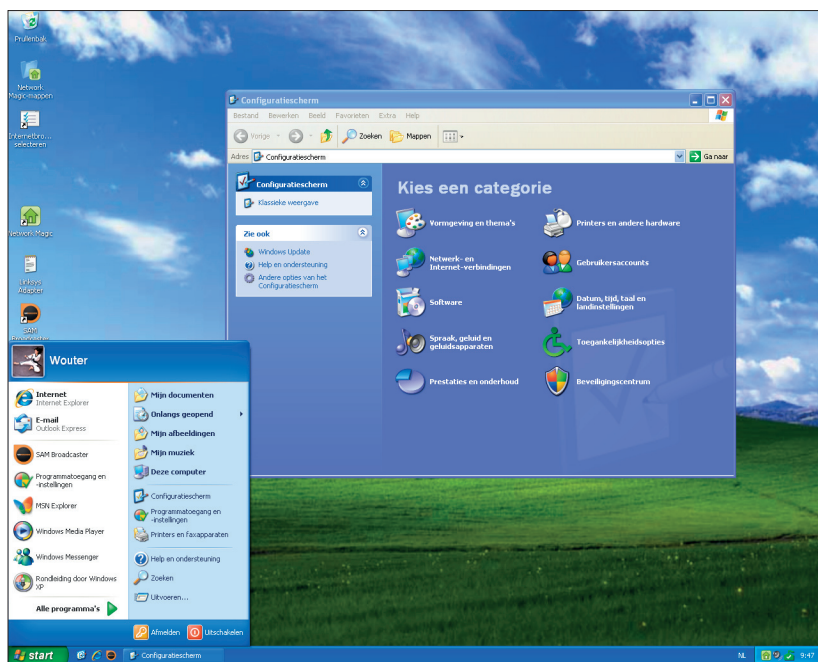 Prullenbak
Network
Magic-mappen
Internetbro...
selecteren
Network Magic
Linksys
Adapter
SAM
Broadcaster
Configuratiescherm
Bestand Bewerken Beeld Favorieten Extra Help
Vorige Zoeken Mappen
Adres Configuratiescherm Ga naar
Configuratiescherm
Klassieke weergave
Zie ook
Windows Update
Help en ondersteuning
Andere opties van het
Configuratiescherm
Kies een categorie
Vormgeving en thema's
Printers en andere hardware
Netwerk- en
Internet-verbindingen
Gebruikersaccounts
Software
Datum, tijd, taal en
landinstellingen
Spraak, geluid en
geluidsapparaten
Toegankelijkheidsopties
Prestaties en onderhoud
Beveiligingscentrum
Wouter
Internet
Internet Explorer
E-mail
Outlook Express
SAM Broadcaster
Programmatoegang en
-instellingen
MSN Explorer
Windows Media Player
Windows Messenger
Rondleiding door Windows
XP
Alle programma's
Mijn documenten
Onlangs geopend
Mijn afbeeldingen
Mijn muziek
Deze computer
Configuratiescherm
Programmatoegang en
-instellingen
Printers en faxapparaten
Help en ondersteuning
Zoeken
Uitvoeren...
Afmelden Uitschakelen
start Configuratiescherm NL 9:47